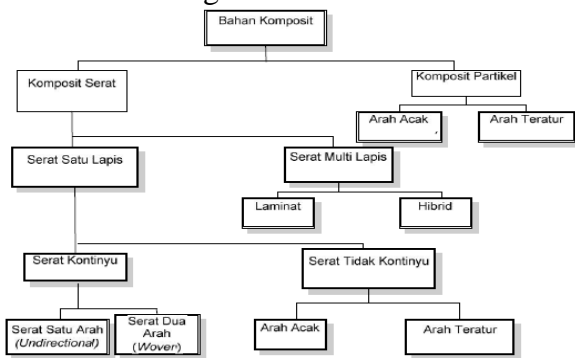 Bahan Komposit
Komposit Serat
Komposit Partikel
Arah Acak
Arah Teratur
Serat Satu Lapis
Serat Multi Lapis
Laminat
Hibrid
Serat Kontinyu
Serat Tidak Kontinyu
Serat Satu Arah
(Undirectional)
Serat Dua
Arah
(Wover)
Arah Acak
Arah Teratur